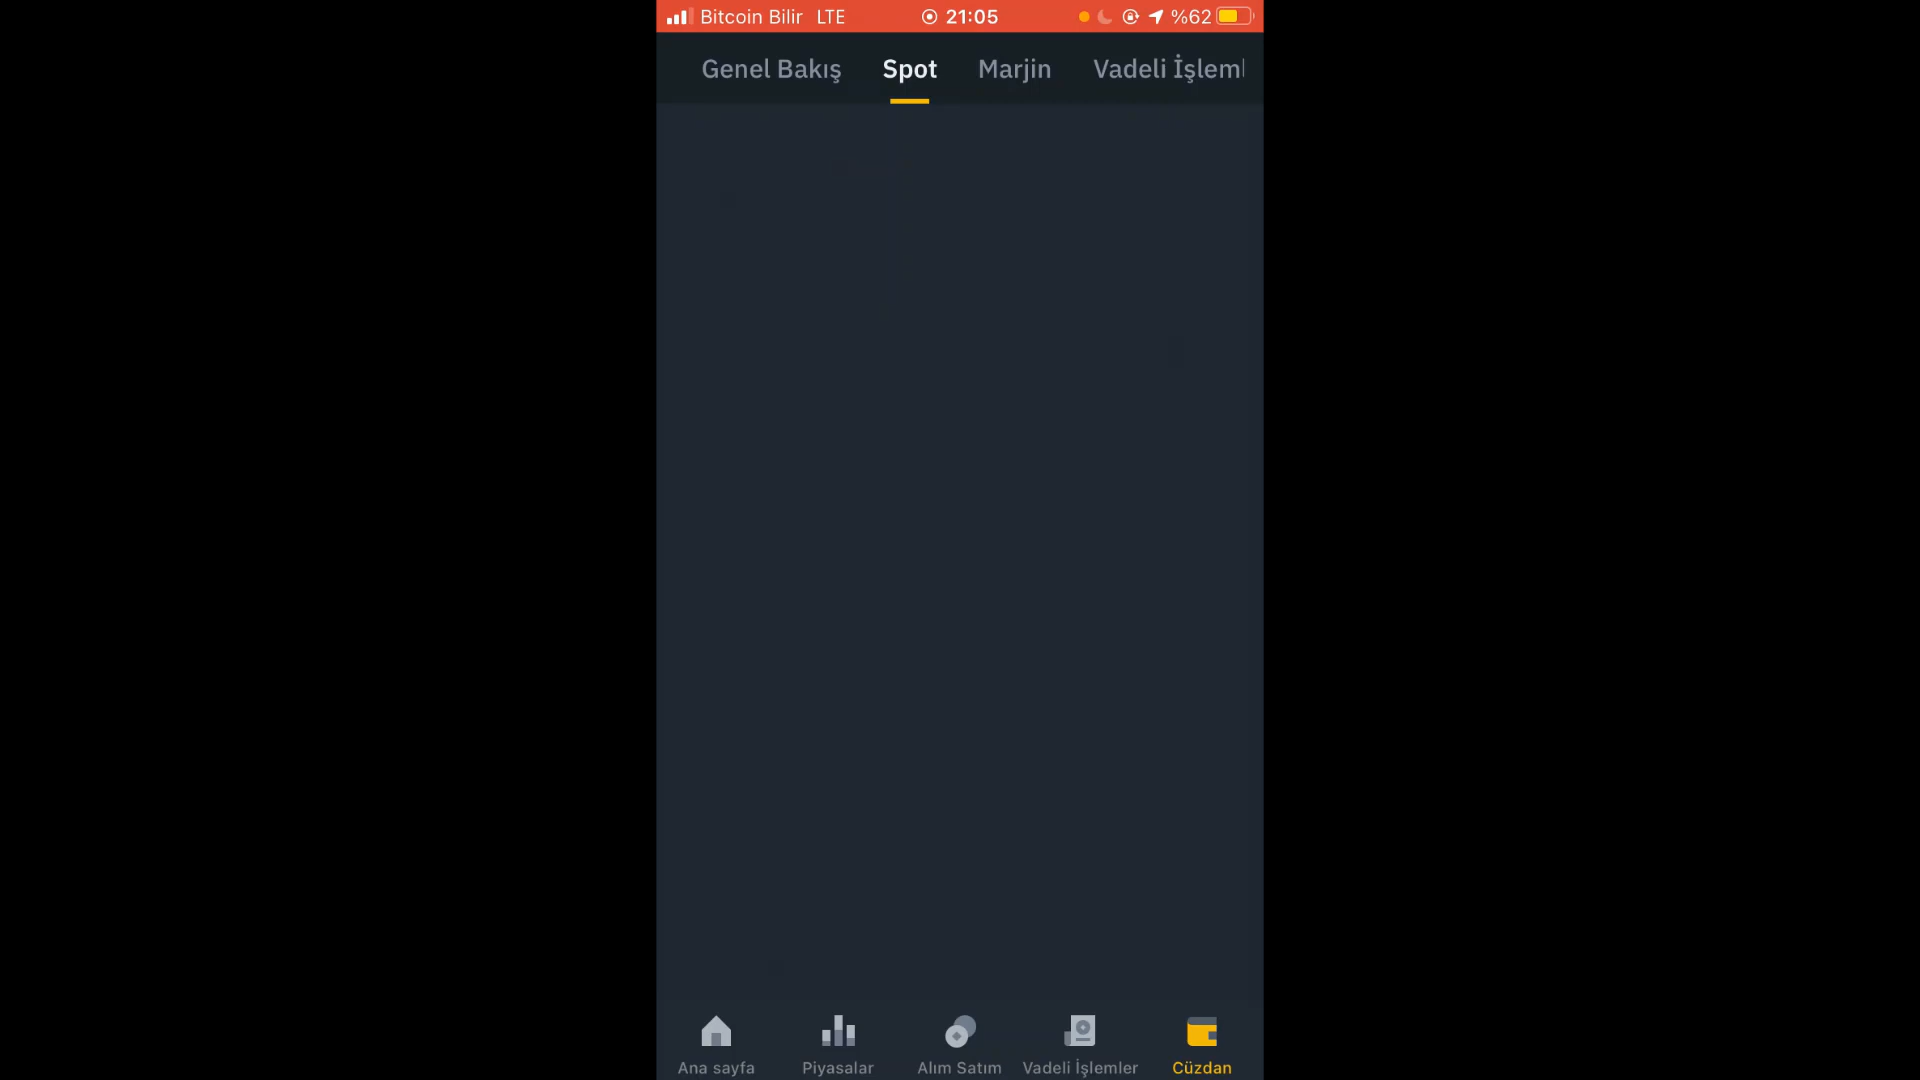 Bitcoin Bilir LTE 21:05 %62
Genel Bakış Spot Marjin Vadeli İşleml
Ana sayfa Piyasalar Alım Satım Vadeli İşlemler Cüzdan